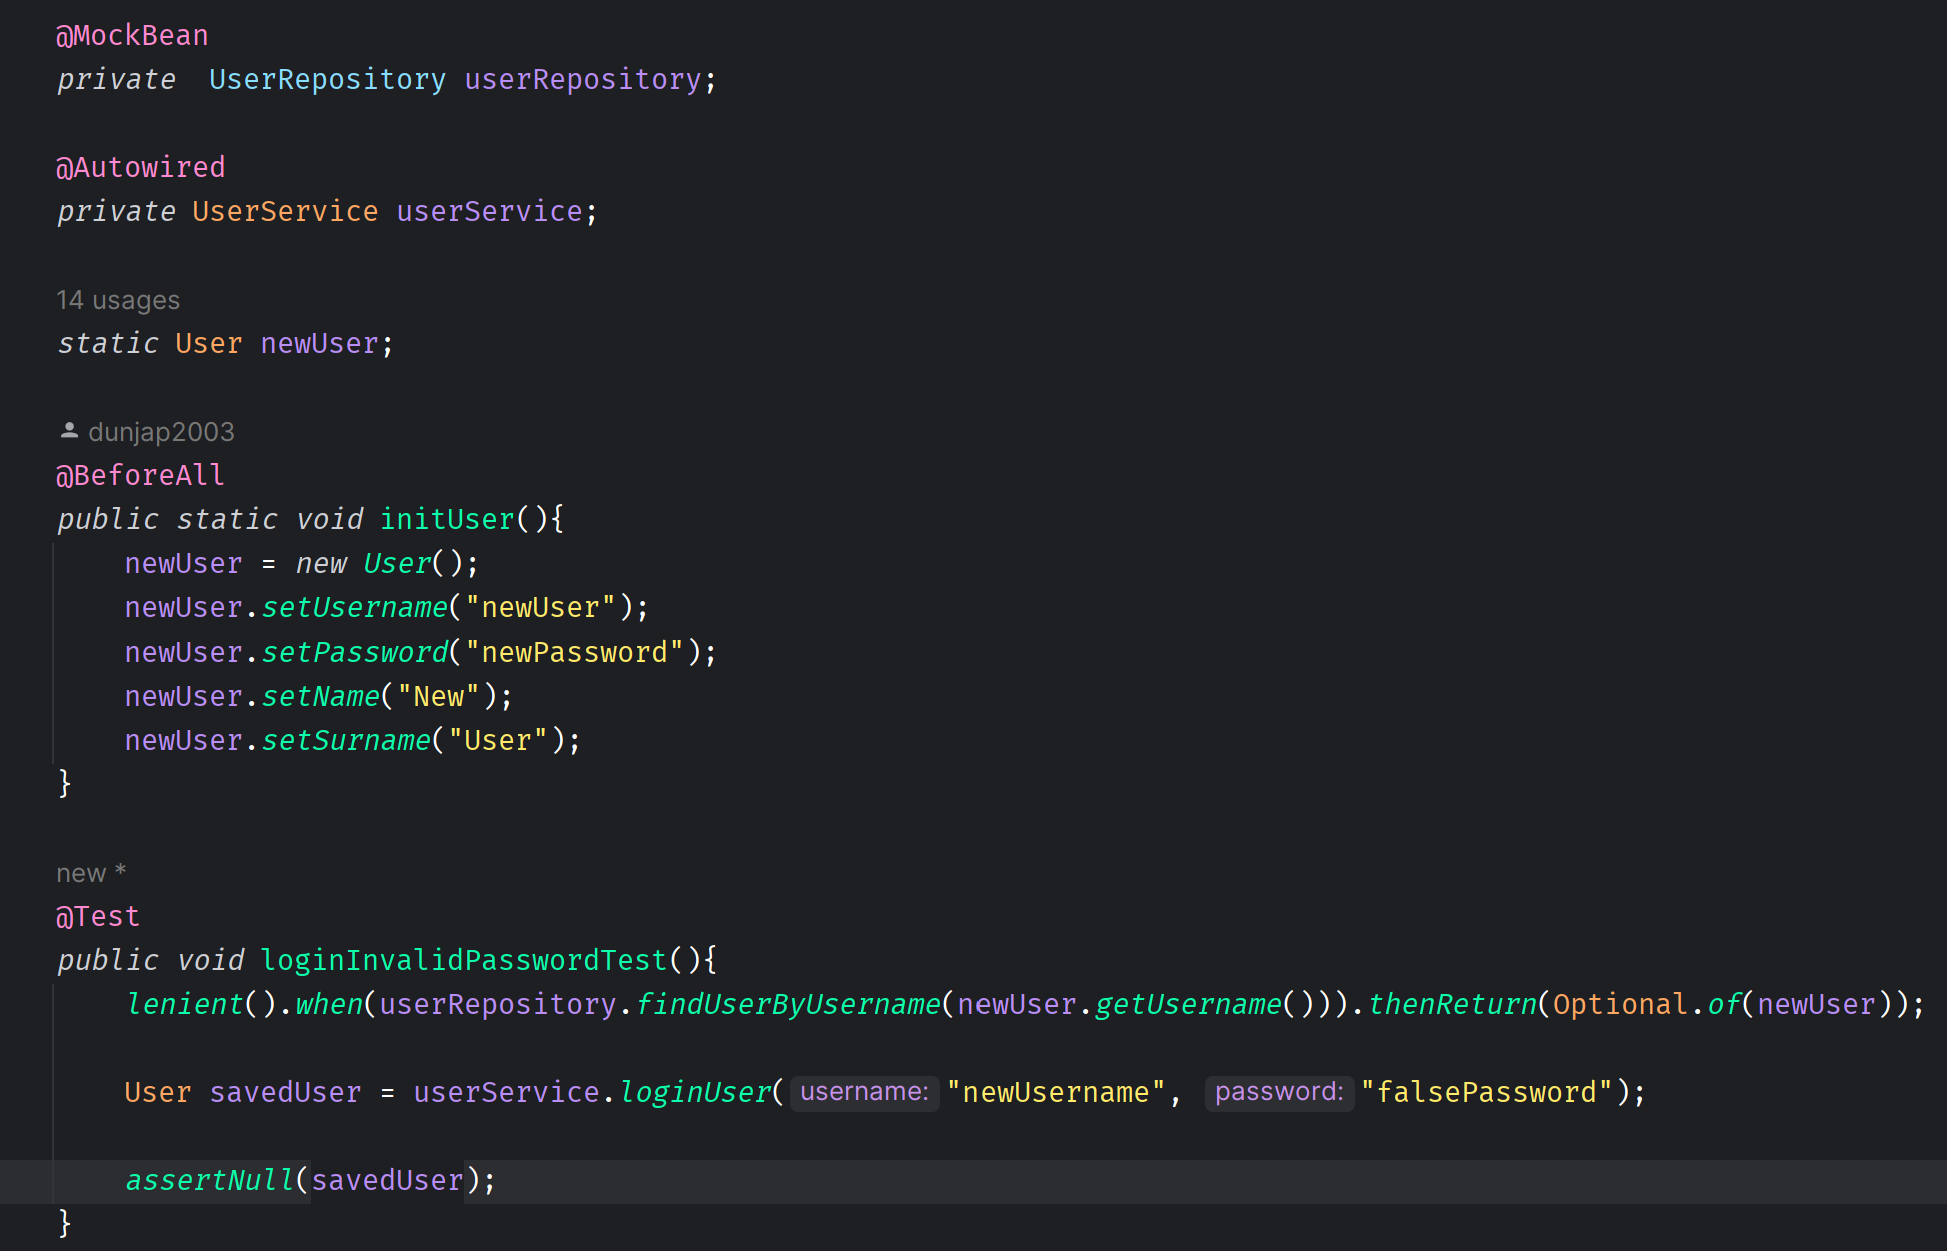 @MockBean
private  UserRepository userRepository;
@Autowired
private UserService userService;
14 usages
static User newUser;
dunjap2003
@BeforeAll
public static void initUser(){
    newUser = new User();
    newUser.setUsername("newUser");
    newUser.setPassword("newPassword");
    newUser.setName("New");
    newUser.setSurname("User");
}
new *
@Test
public void loginInvalidPasswordTest(){
    lenient().when(userRepository.findUserByUsername(newUser.getUsername())).thenReturn(Optional.of(newUser));
    User savedUser = userService.loginUser( username: "newUsername", password: "falsePassword");
    assertNull(savedUser);
}